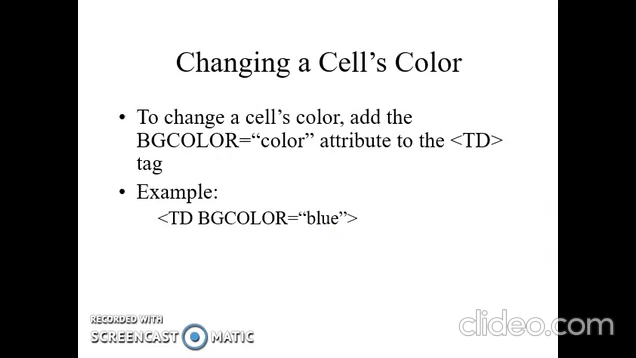 Changing a Cell’s Color
• To change a cell’s color, add the
BGCOLOR=“color” attribute to the <TD>
tag
• Example:
<TD BGCOLOR=“blue”>
RECORDED WITH
SCREENCAST MATIC
clideo.com